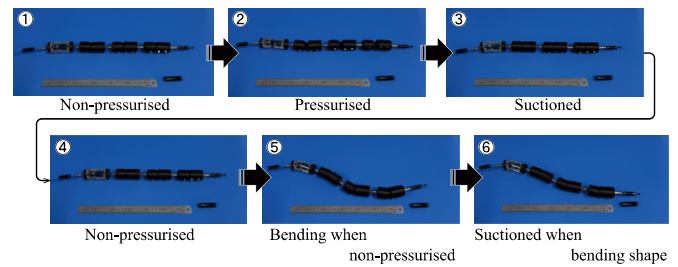 ① ② ③
Non-pressurised Pressurised Suctioned
④ ⑤ ⑥
Non-pressurised Bending when Suctioned when
non-pressurised bending shape